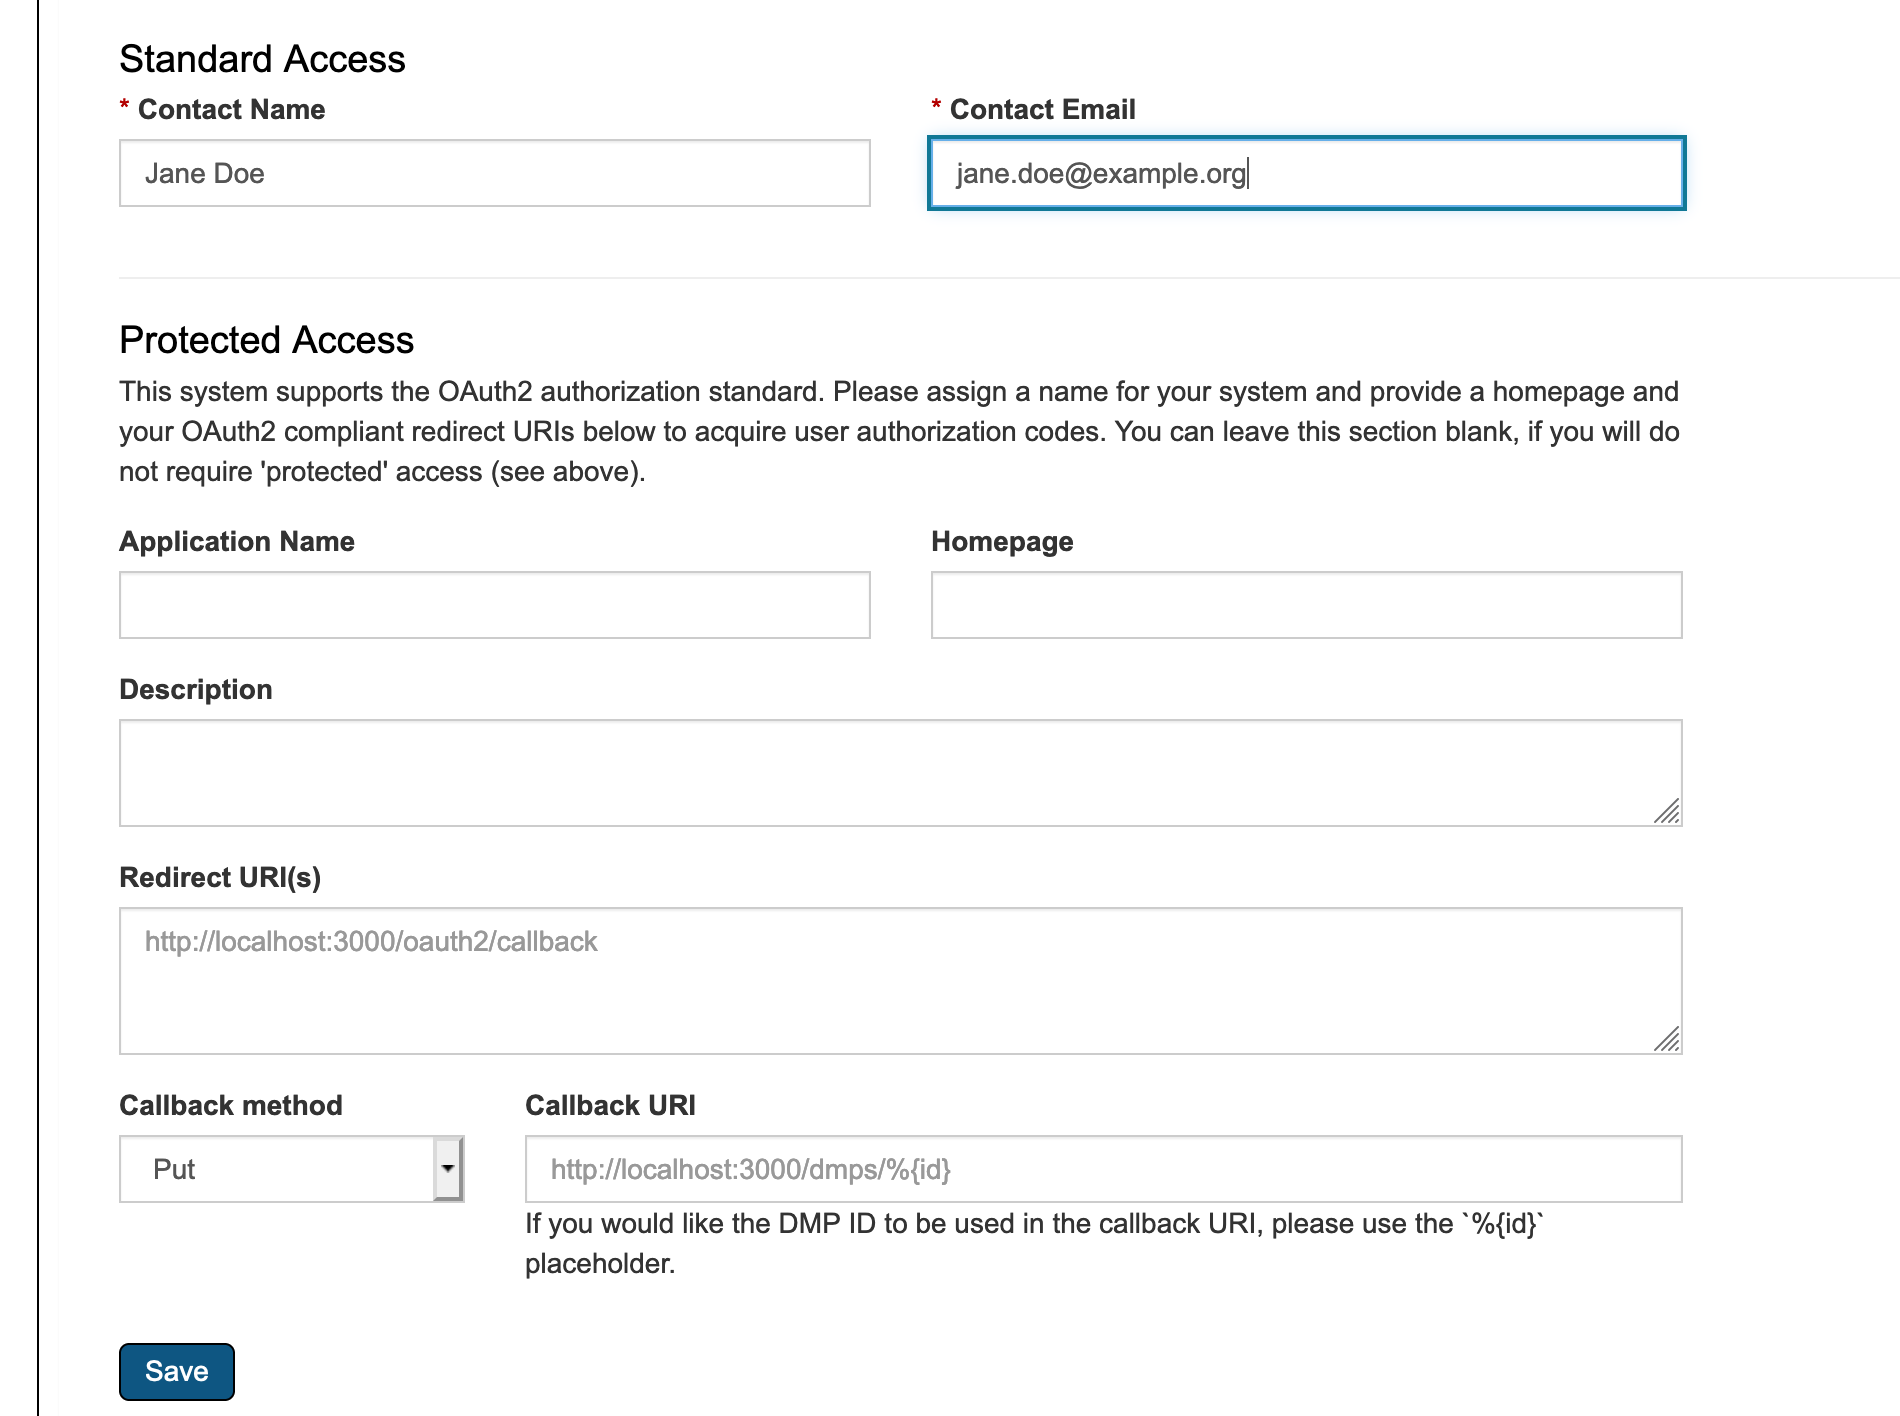 Standard Access
* Contact Name
* Contact Email
Jane Doe
jane.doe@example.org
Protected Access
This system supports the OAuth2 authorization standard. Please assign a name for your system and provide a homepage and
your OAuth2 compliant redirect URIs below to acquire user authorization codes. You can leave this section blank, if you will do
not require 'protected' access (see above).
Application Name
Homepage
Description
Redirect URI(s)
http://localhost:3000/oauth2/callback
Callback method
Callback URI
Put
http://localhost:3000/dmps/%{id}
If you would like the DMP ID to be used in the callback URI, please use the `%{id}`
placeholder.
Save